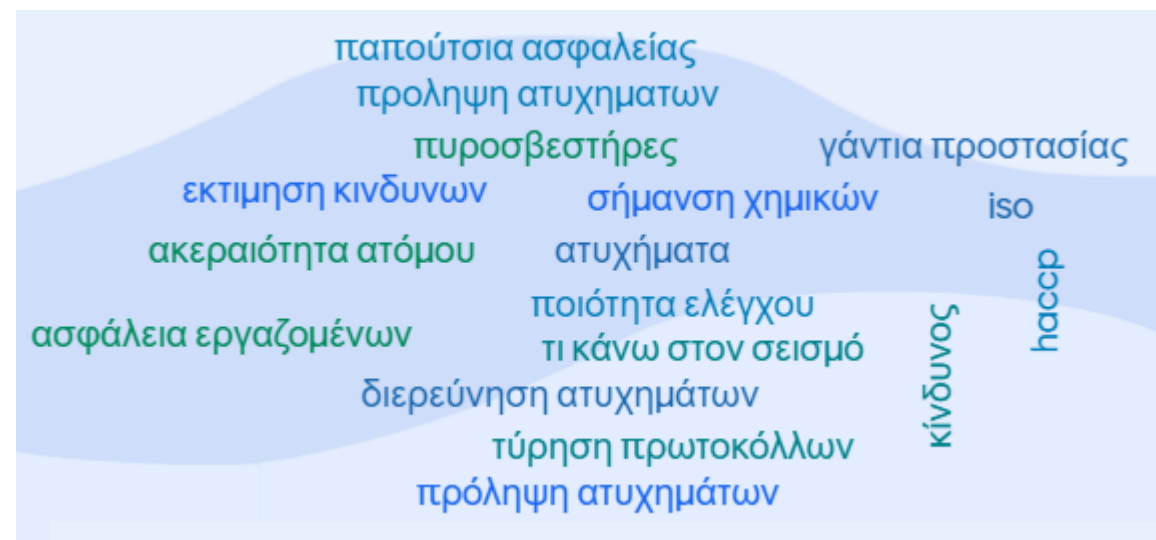 παπούτσια ασφαλείας
προληψη ατυχηματων
πυροσβεστήρες
γάντια προστασίας
εκτιμηση κινδυνων
σήμανση χημικών
iso
ακεραιότητα ατόμου
ατυχήματα
haccp
ποιότητα ελέγχου
ασφάλεια εργαζομένων
τι κάνω στον σεισμό
κίνδυνος
διερεύνηση ατυχημάτων
τύρηση πρωτοκόλλων
πρόληψη ατυχημάτων